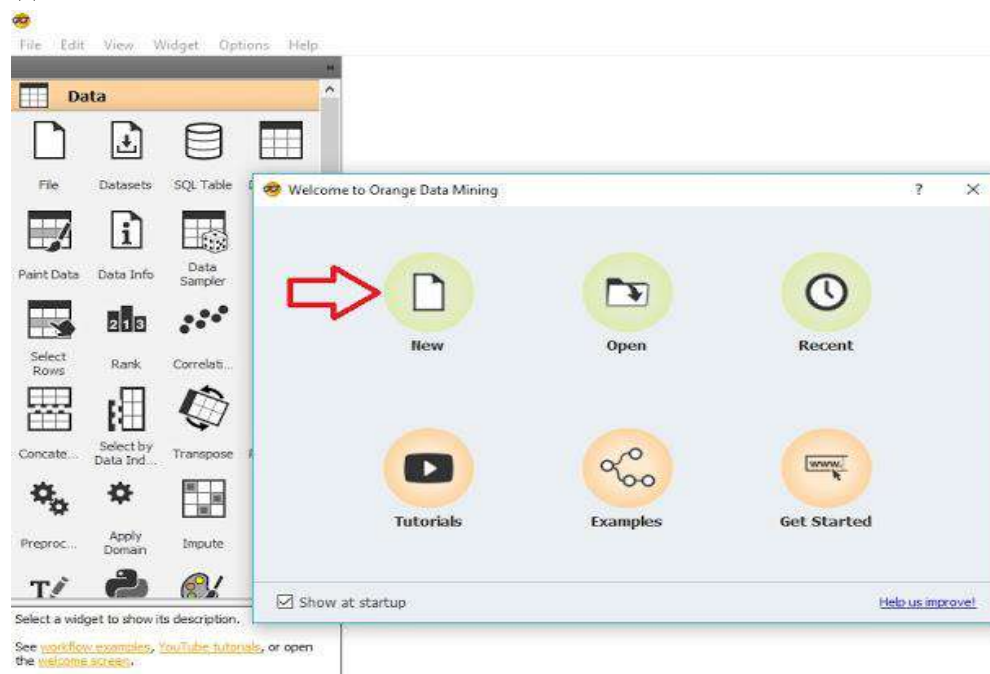 File Edit View Widget Options Help
Data
File Datasets SQL Table
Paint Data Data Info Data Sampler
Select Rows Rank Correlati...
Concate... Select by Data Ind... Transpose
Preproc... Apply Domain Impute
Select a widget to show its description.
See workflow examples, YouTube tutorials, or open
the welcome screen.
Welcome to Orange Data Mining
New Open Recent
www.
Tutorials Examples Get Started
Show at startup
Help us improve!